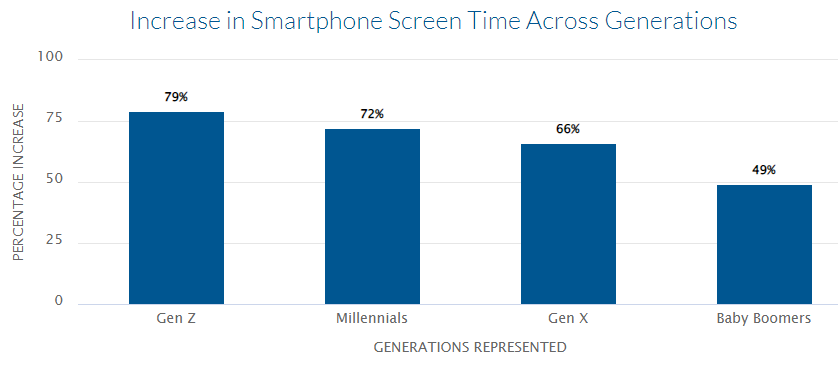 Increase in Smartphone Screen Time Across Generations
PERCENTAGE INCREASE
100
75
50
25
0
79%
72%
66%
49%
Gen Z
Millennials
Gen X
Baby Boomers
GENERATIONS REPRESENTED